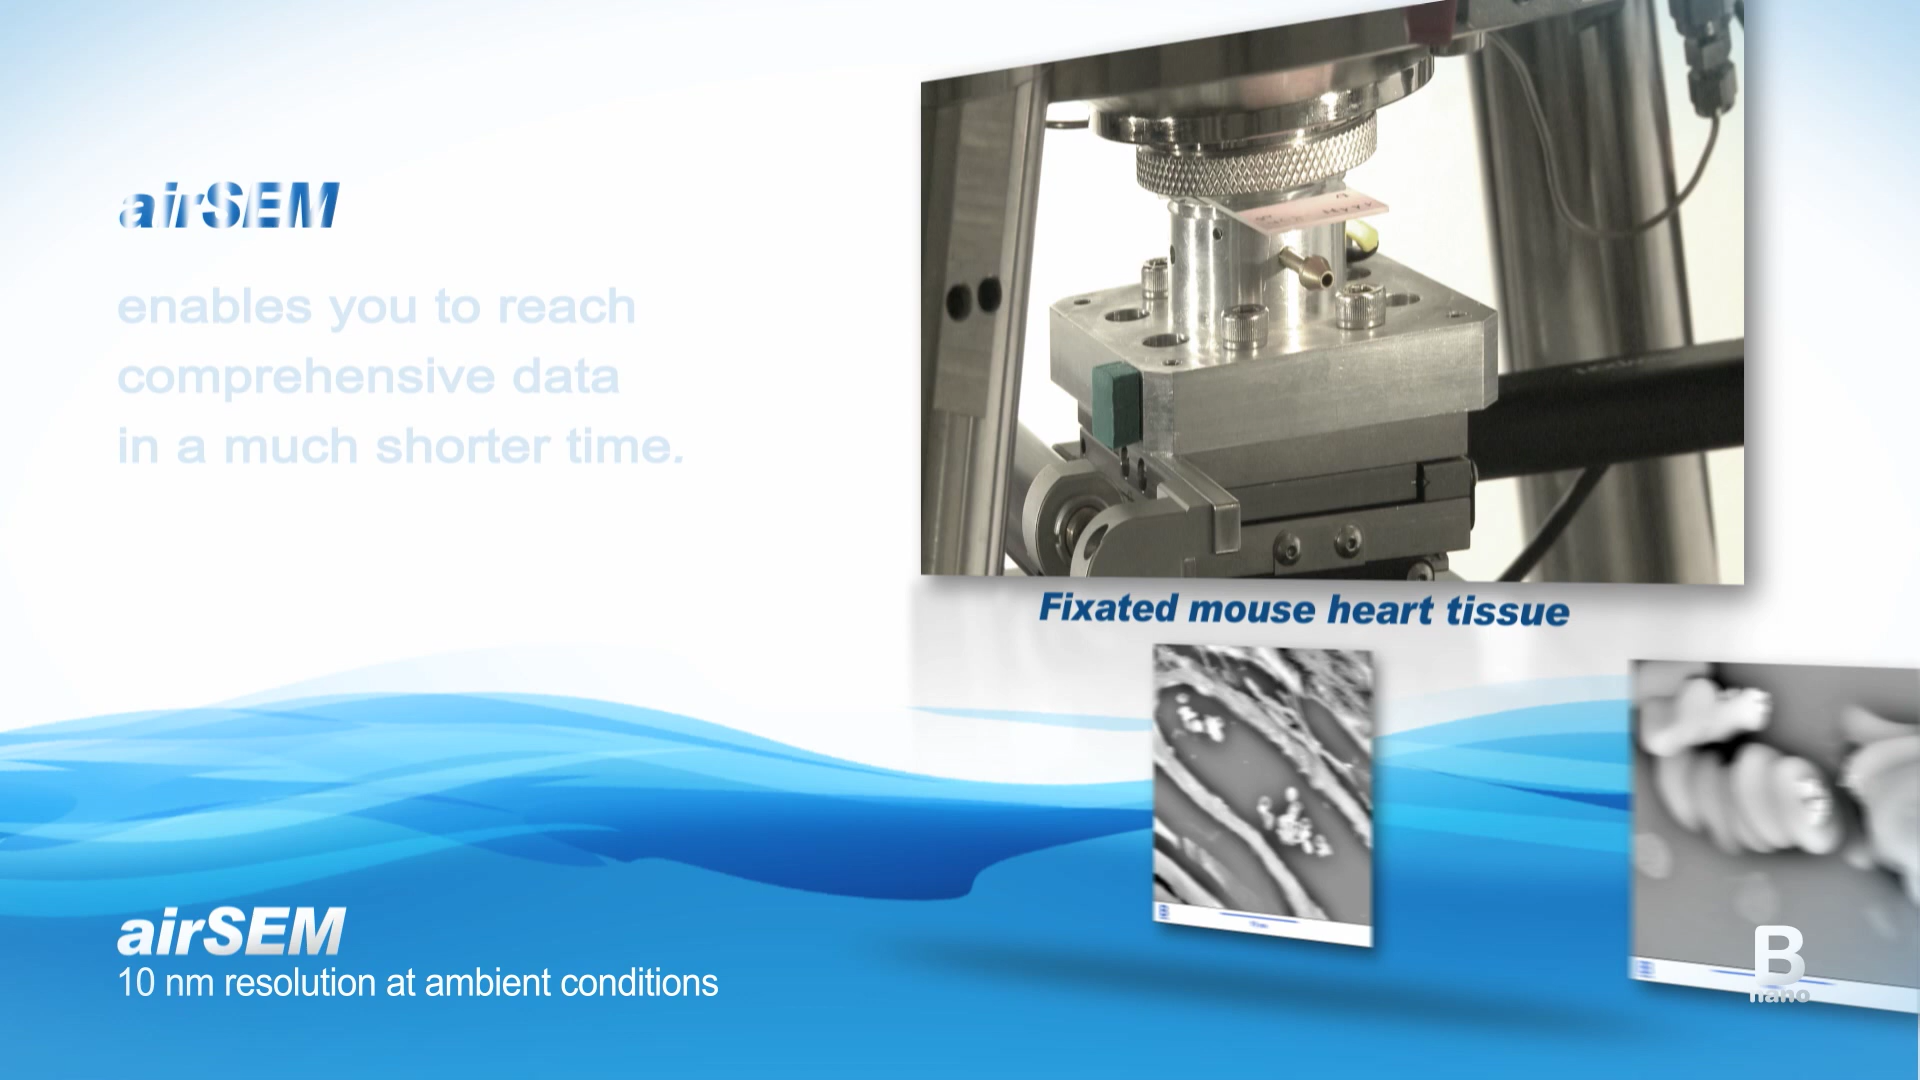 airSEM
enables you to reach
comprehensive data
in a much shorter time.
Fixated mouse heart tissue
airSEM
10 nm resolution at ambient conditions
B
nano